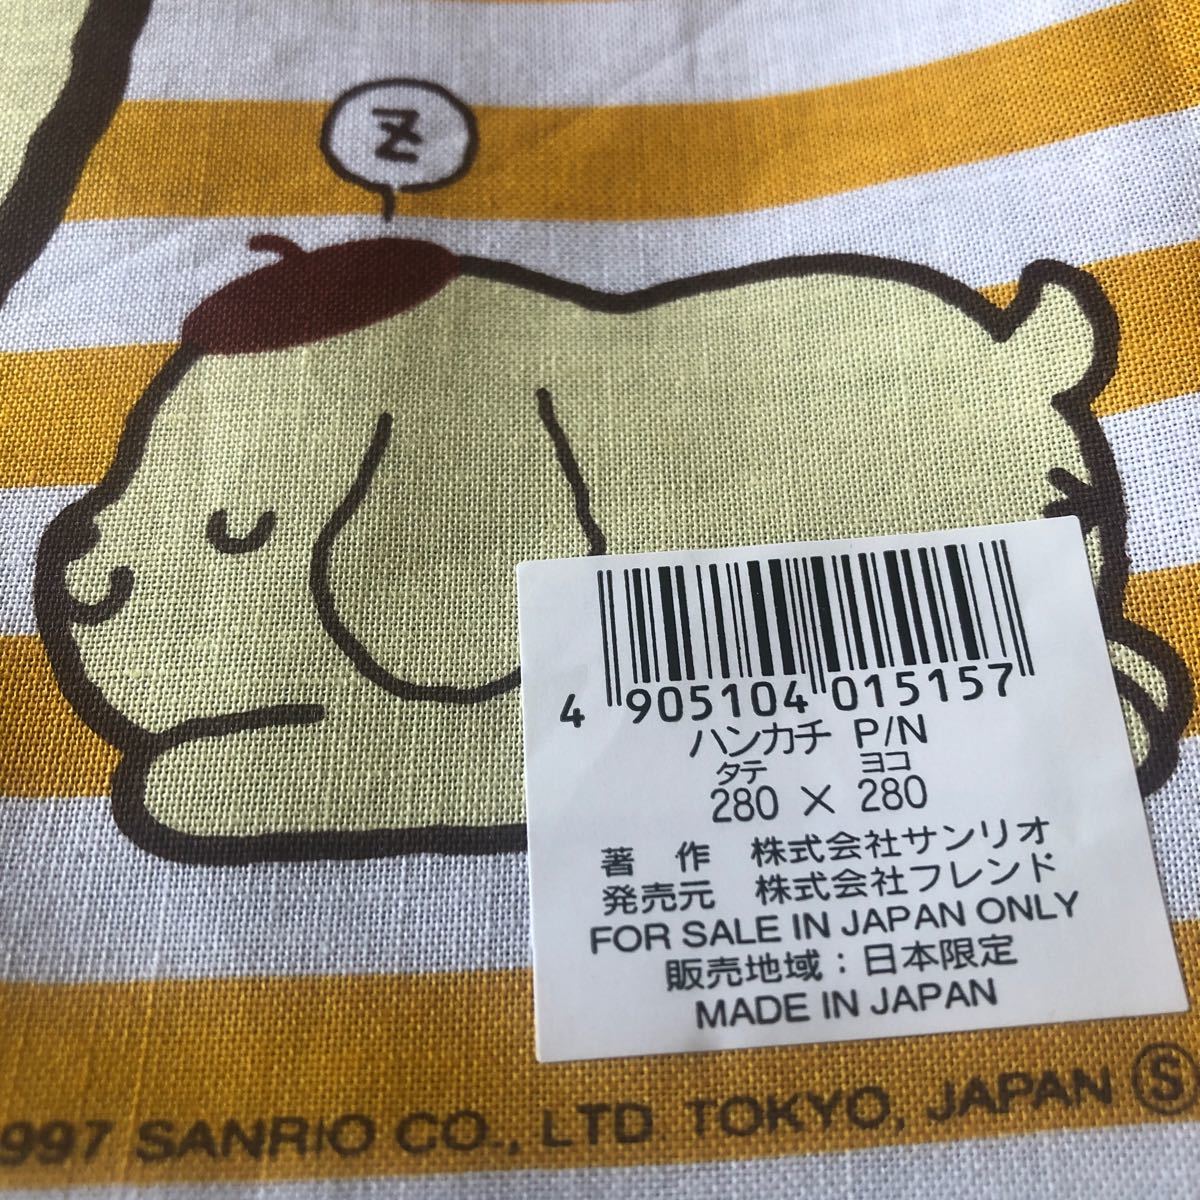 Z
4 905104 015157
ハンカチ P/N
タテ ヨコ
280 × 280
著 作 株式会社サンリオ
発売元 株式会社フレンド
FOR SALE IN JAPAN ONLY
販売地域：日本限定
MADE IN JAPAN
997 SANRIO CO., LTD. TOKYO, JAPAN Ⓢ